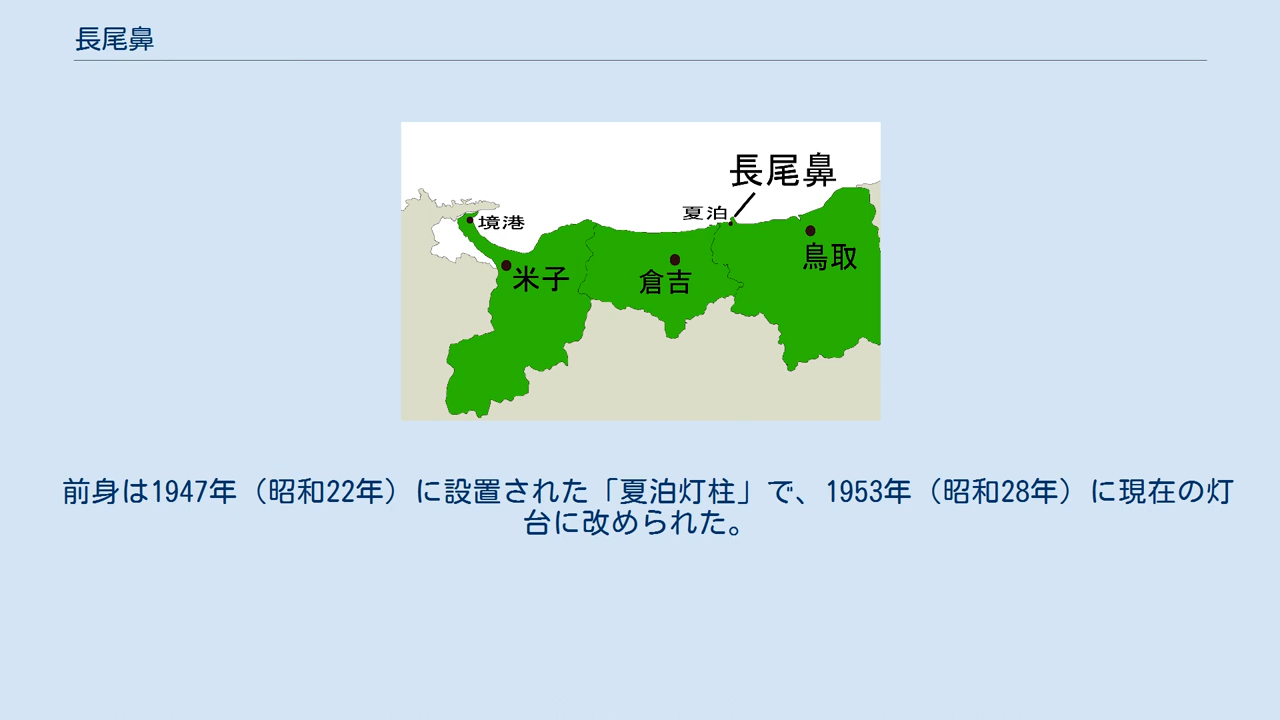 長尾鼻
長尾鼻
夏泊
境港
鳥取
米子
倉吉
前身は1947年（昭和22年）に設置された「夏泊灯柱」で、1953年（昭和28年）に現在の灯
台に改められた。